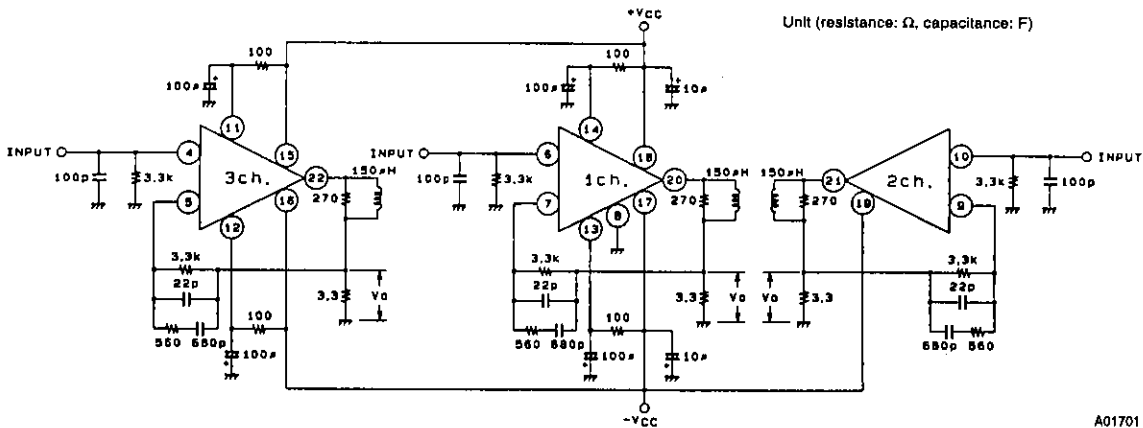 +VCC
Unit (resistance: Ω, capacitance: F)
100
100
100μ
100μ
10μ
11
14
INPUT
4
15
INPUT
6
18
10
INPUT
100p
3.3k
3ch.
22
150μH
100p
3.3k
1ch.
20
150μH
150μH
21
2ch.
3.3k
100p
5
16
270
7
8
17
270
270
19
9
12
13
3.3k
3.3k
3.3k
22p
3.3
Vo
22p
3.3
Vo
Vo
3.3
22p
560
680p
100
560
680p
100
680p
560
100μ
100μ
10μ
-VCC
A01701